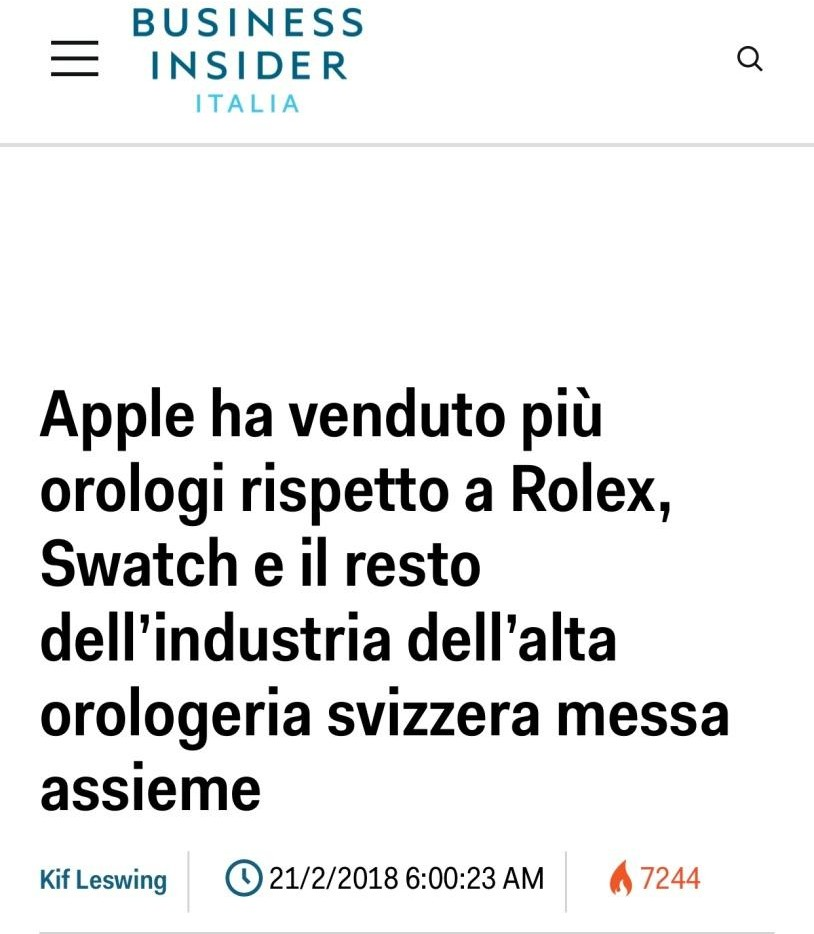 BUSINESS
INSIDER
ITALIA
Apple ha venduto più
orologi rispetto a Rolex,
Swatch e il resto
dell’industria dell’alta
orologeria svizzera messa
assieme
Kif Leswing 21/2/2018 6:00:23 AM 7244